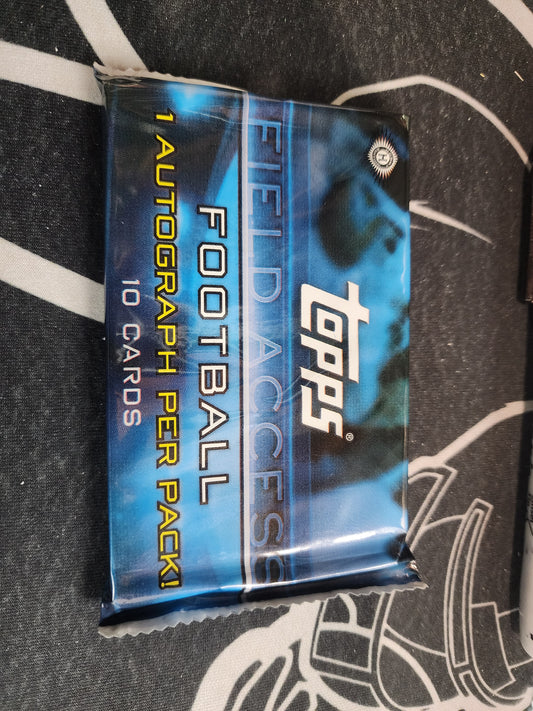 H
topps®
FIELD ACCESS
FOOTBALL
1 AUTOGRAPH PER PACK!
10 CARDS